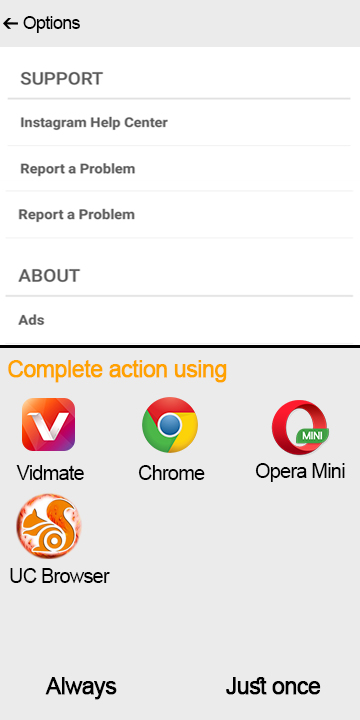 Options
SUPPORT
Instagram Help Center
Report a Problem
Report a Problem
ABOUT
Ads
Complete action using
Vidmate
Chrome
MINI
Opera Mini
UC Browser
Always
Just once